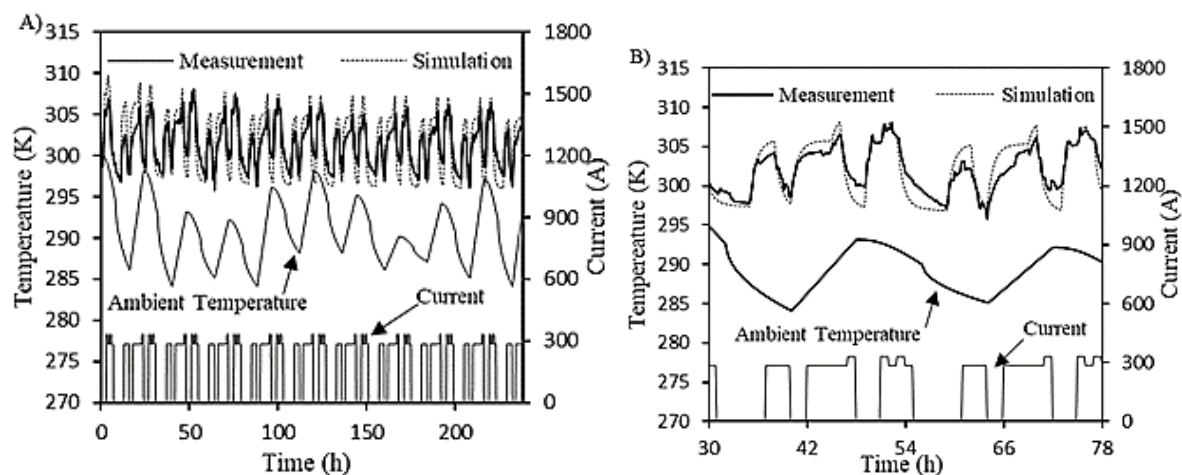 A)
Tempereature (K)
315
310
305
300
295
290
285
280
275
270
Measurement
Simulation
Ambient Temperature
Current
1800
1500
1200
900
600
300
0
Current (A)
0
50
100
150
200
Time (h)
B)
Tempereature (K)
315
310
305
300
295
290
285
280
275
270
Measurement
Simulation
Ambient Temperature
Current
1800
1500
1200
900
600
300
0
Current (A)
30
42
54
66
78
Time (h)